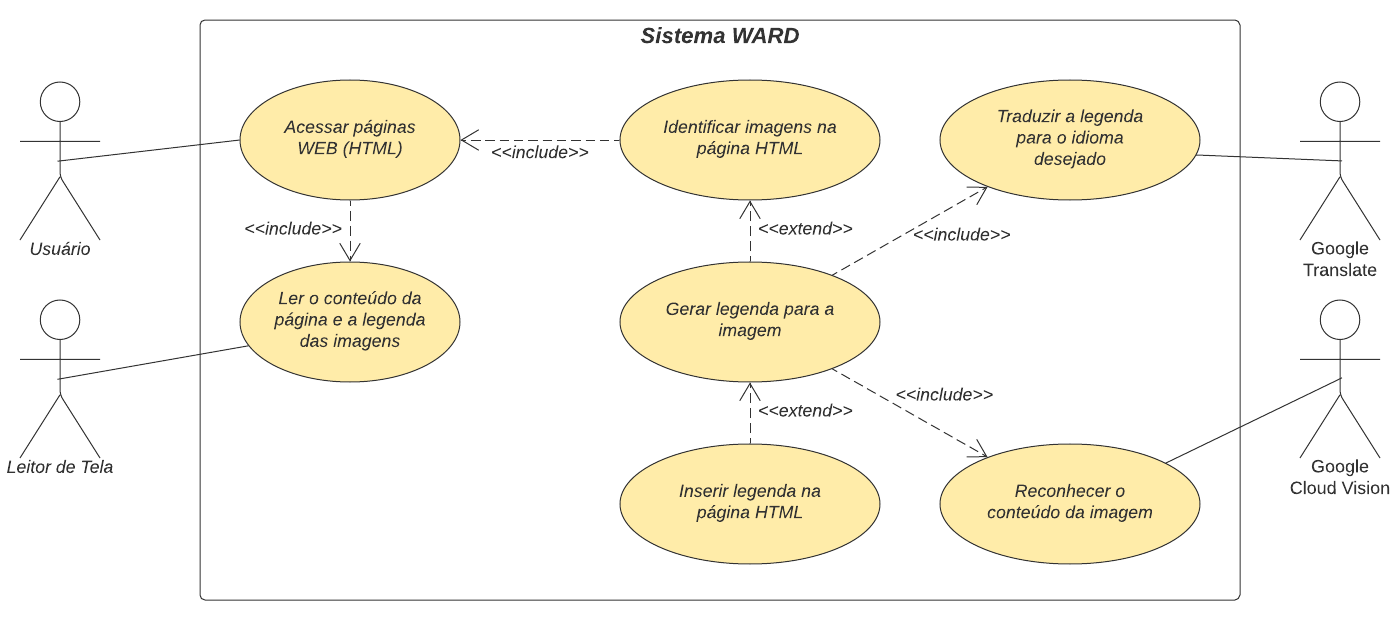 Sistema WARD
Acessar páginas
WEB (HTML)
<<include>>
Identificar imagens na
página HTML
Traduzir a legenda
para o idioma
desejado
Usuário
<<include>>
<<extend>>
<<include>>
Google
Translate
Ler o conteúdo da
página e a legenda
das imagens
Gerar legenda para a
imagem
Leitor de Tela
<<extend>>
<<include>>
Google
Cloud Vision
Inserir legenda na
página HTML
Reconhecer o
conteúdo da imagem